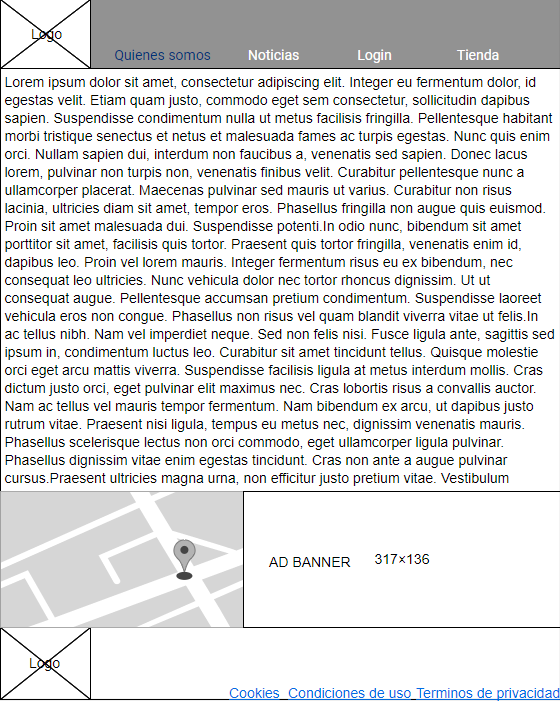 Logo
Quienes somos Noticias Login Tienda
Lorem ipsum dolor sit amet, consectetur adipiscing elit. Integer eu fermentum dolor, id
egestas velit. Etiam quam justo, commodo eget sem consectetur, sollicitudin dapibus
sapien. Suspendisse condimentum nulla ut metus facilisis fringilla. Pellentesque habitant
morbi tristique senectus et netus et malesuada fames ac turpis egestas. Nunc quis enim
orci. Nullam sapien dui, interdum non faucibus a, venenatis sed sapien. Donec lacus
lorem, pulvinar non turpis non, venenatis finibus velit. Curabitur pellentesque nunc a
ullamcorper placerat. Maecenas pulvinar sed mauris ut varius. Curabitur non risus
lacinia, ultricies diam sit amet, tempor eros. Phasellus fringilla non augue quis euismod.
Proin sit amet malesuada dui. Suspendisse potenti.In odio nunc, bibendum sit amet
porttitor sit amet, facilisis quis tortor. Praesent quis tortor fringilla, venenatis enim id,
dapibus leo. Proin vel lorem mauris. Integer fermentum risus eu ex bibendum, nec
consequat leo ultricies. Nunc vehicula dolor nec tortor rhoncus dignissim. Ut ut
consequat augue. Pellentesque accumsan pretium condimentum. Suspendisse laoreet
vehicula eros non congue. Phasellus non risus vel quam blandit viverra vitae ut felis.In
ac tellus nibh. Nam vel imperdiet neque. Sed non felis nisi. Fusce ligula ante, sagittis sed
ipsum in, condimentum luctus leo. Curabitur sit amet tincidunt tellus. Quisque molestie
orci eget arcu mattis viverra. Suspendisse facilisis ligula at metus interdum mollis. Cras
dictum justo orci, eget pulvinar elit maximus nec. Cras lobortis risus a convallis auctor.
Nam ac tellus vel mauris tempor fermentum. Nam bibendum ex arcu, ut dapibus justo
rutrum vitae. Praesent nisi ligula, tempus eu metus nec, dignissim venenatis mauris.
Phasellus scelerisque lectus non orci commodo, eget ullamcorper ligula pulvinar.
Phasellus dignissim vitae enim egestas tincidunt. Cras non ante a augue pulvinar
cursus.Praesent ultricies magna urna, non efficitur justo pretium vitae. Vestibulum
AD BANNER 317×136
Logo
Cookies Condiciones de uso Terminos de privacidad